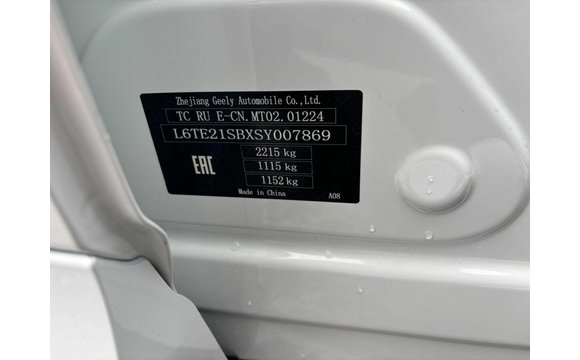 Zhejiang Geely Automobile Co.,Ltd.
TC RU E-CN.MT02.01224
L6TE21SBXSY007869
2215 kg
EAC
1115 kg
1152 kg
Made in China
A08